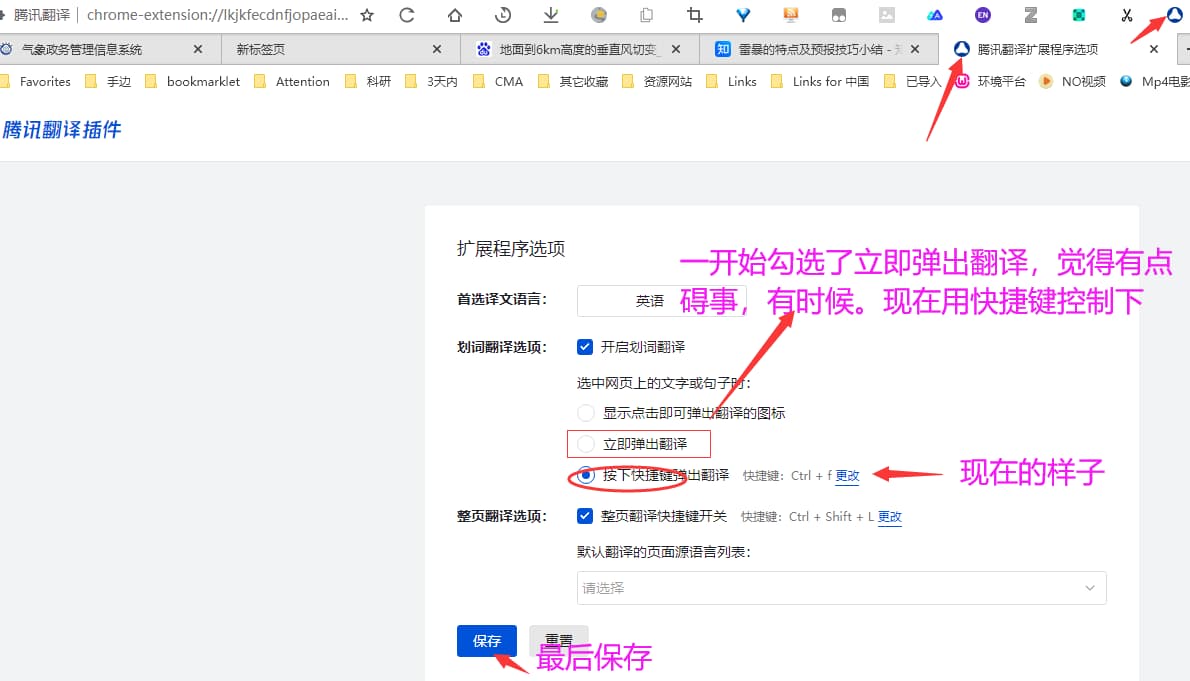 腾讯翻译 chrome-extension://lkjkfecdnfjopaeai...
EN
气象政务管理信息系统 新标签页 地面到6km高度的垂直风切变_ 知 雷暴的特点及预报技巧小结 - 腾讯翻译扩展程序选项
Favorites 手边 bookmarklet Attention 科研 3天内 CMA 其它收藏 资源网站 Links Links for 中国 已导入 环境平台 NO视频 Mp4电影
腾讯翻译插件
扩展程序选项
一开始勾选了立即弹出翻译，觉得有点
首选译文语言： 英语 碍事，有时候。现在用快捷键控制下
划词翻译选项： 开启划词翻译
选中网页上的文字或句子时：
显示点击即可弹出翻译的图标
立即弹出翻译
按下快捷键弹出翻译 快捷键：Ctrl + f 更改 现在的样子
整页翻译选项： 整页翻译快捷键开关 快捷键：Ctrl + Shift + L 更改
默认翻译的页面源语言列表：
请选择
保存 重置
最后保存